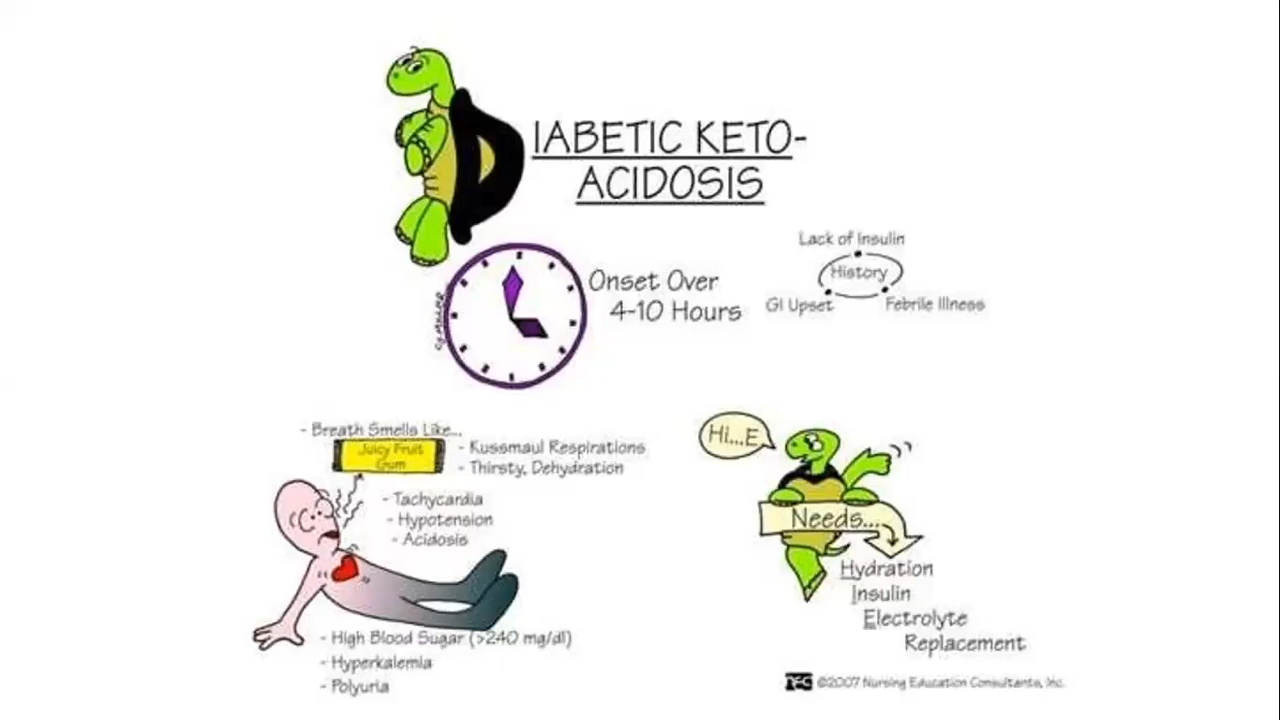 DIABETIC KETO-
ACIDOSIS
Onset Over
4-10 Hours
Lack of Insulin
History
GI Upset
Febrile Illness
- Breath Smells Like...
Juicy Fruit
Gum
- Kussmaul Respirations
- Thirsty, Dehydration
- Tachycardia
- Hypotension
- Acidosis
- High Blood Sugar (>240 mg/dl)
- Hyperkalemia
- Polyuria
Hi...E
Needs...
Hydration
Insulin
Electrolyte
Replacement
NEC ©2007 Nursing Education Consultants, Inc.